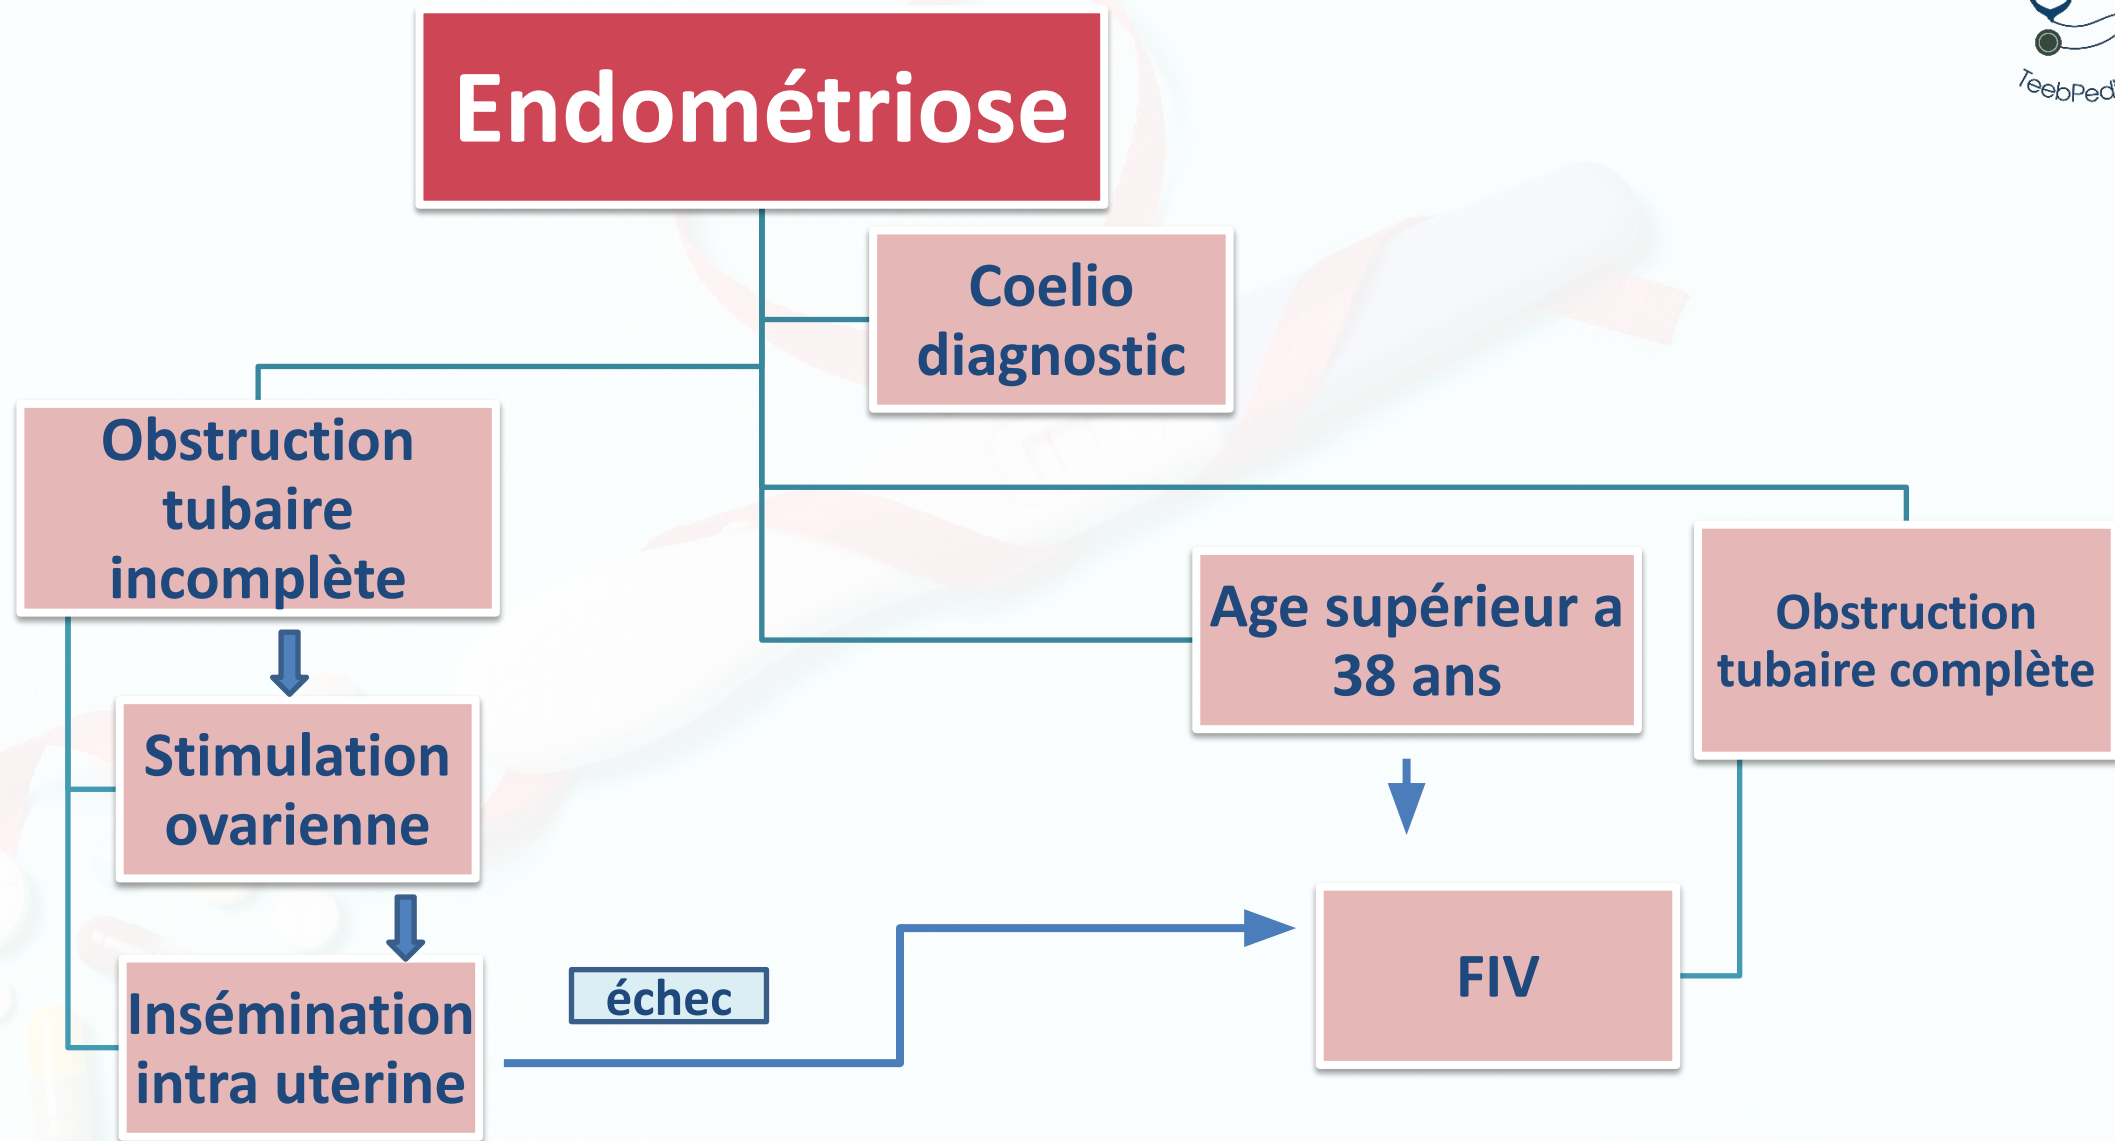 Endométriose
Coelio
diagnostic
Obstruction
tubaire
incomplète
Age supérieur a
38 ans
Obstruction
tubaire complète
Stimulation
ovarienne
Insémination
intra uterine
échec
FIV